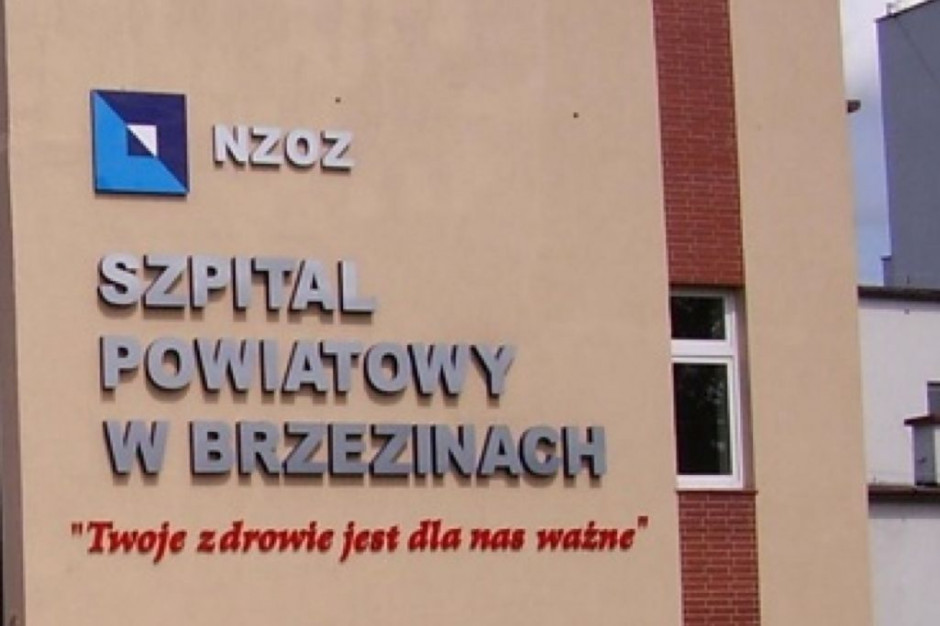 NZOZ
SZPITAL
POWIATOWY
W BRZEZINACH
"Twoje zdrowie jest dla nas ważne"